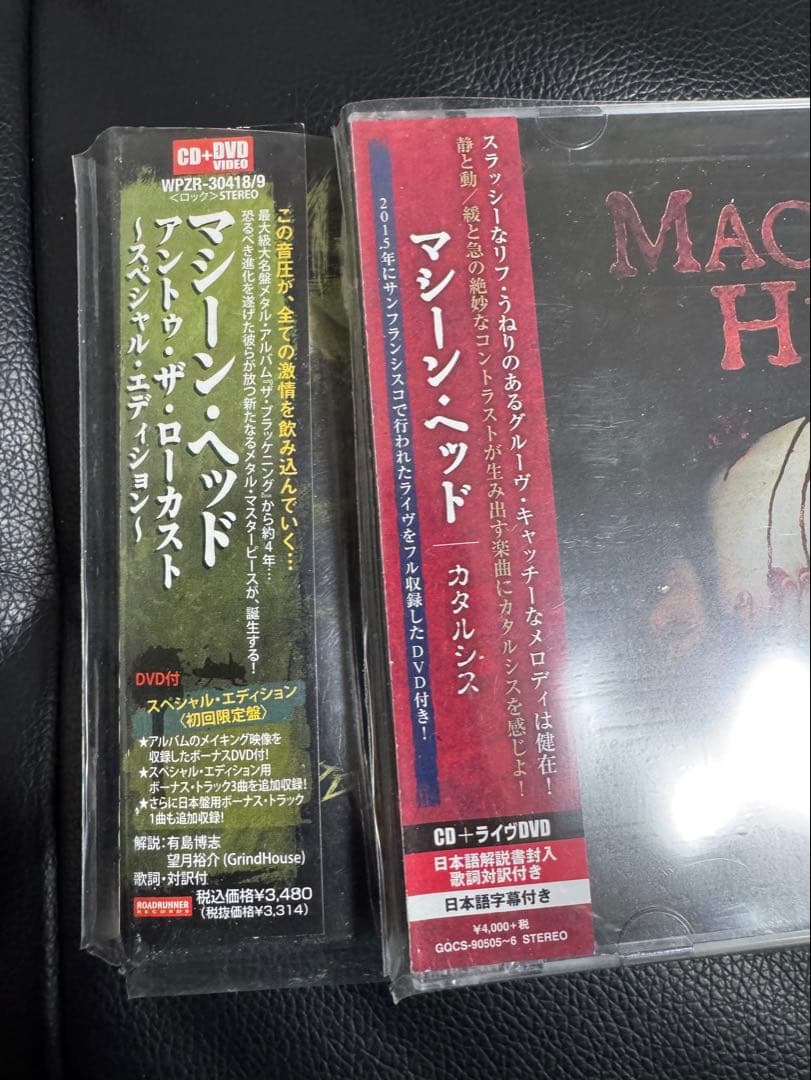 CD+DVD
VIDEO
WPZR-30418/9
<ロック>STEREO
この音圧が、全ての激情を飲み込んでいく…
最大級大名盤メタル・アルバム『ザ・ブラッケニング』から約4年…
恐るべき進化を遂げた彼らが放つ新たなるメタル・マスターピースが、誕生する!
マシーン・ヘッド
アントゥ・ザ・ローカスト
～スペシャル・エディション～
DVD付
スペシャル・エディション
〈初回限定盤〉
★アルバムのメイキング映像を
収録したボーナスDVD付!
★スペシャル・エディション用
ボーナス・トラック3曲を追加収録!
★さらに日本盤用ボーナス・トラック
1曲も追加収録!
解説:有島博志
望月裕介(GrindHouse)
歌詞・対訳付
ROADRUNNER
RECORDS
税込価格¥3,480
(税抜価格¥3,314)
スラッシーなリフ・うねりのあるグルーヴ・キャッチーなメロディは健在!
静と動/緩と急の絶妙なコントラストが生み出す楽曲にカタルシスを感じよ!
マシーン・ヘッド|カタルシス
2015年にサンフランシスコで行われたライヴをフル収録したDVD付き!
CD+ライヴDVD
日本語解説書封入
歌詞対訳付き
日本語字幕付き
¥4,000+税
GQCS-90505~6 STEREO
MAC
H